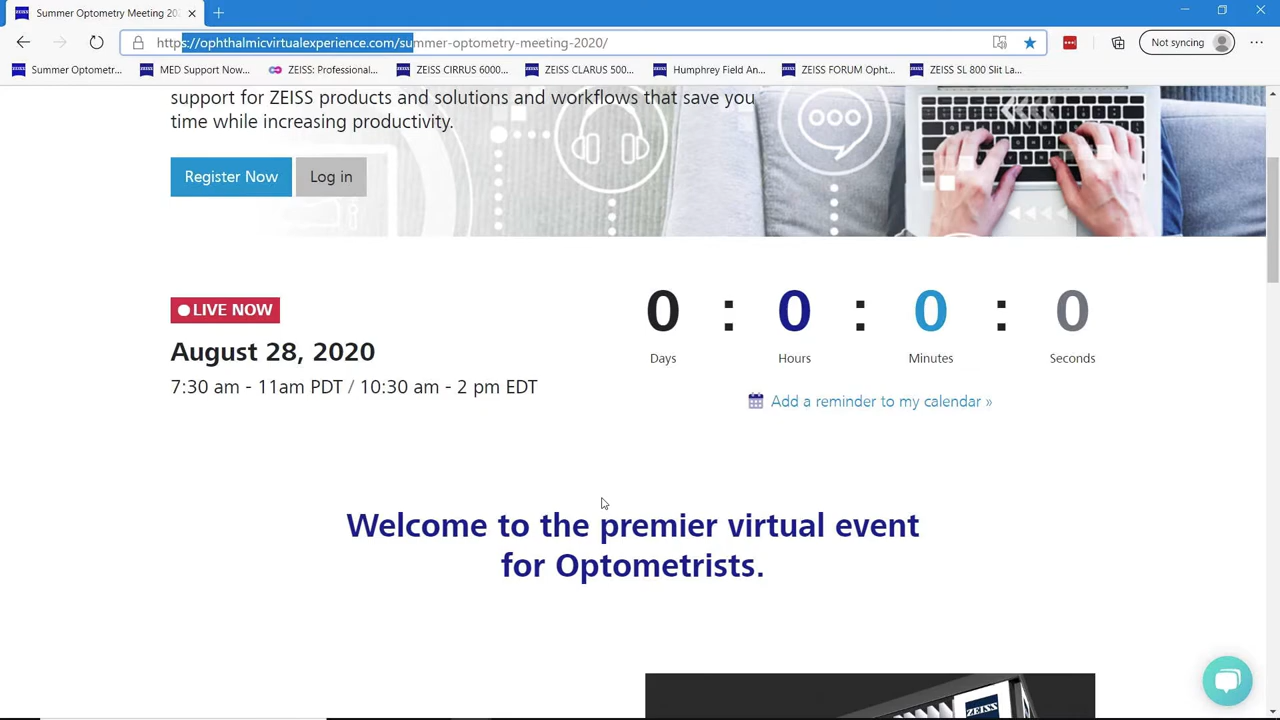 Summer Optometry Meeting 202
https://ophthalmicvirtualexperience.com/summer-optometry-meeting-2020/
Not syncing
Summer Optometr...
MED Support Now...
ZEISS: Professional...
ZEISS CIRRUS 6000...
ZEISS CLARUS 500...
Humphrey Field An...
ZEISS FORUM Opht...
ZEISS SL 800 Slit La...
support for ZEISS products and solutions and workflows that save you
time while increasing productivity.
Register Now
Log in
LIVE NOW
0 : 0 : 0 : 0
Days Hours Minutes Seconds
August 28, 2020
7:30 am - 11am PDT / 10:30 am - 2 pm EDT
Add a reminder to my calendar »
Welcome to the premier virtual event
for Optometrists.
ZEISS